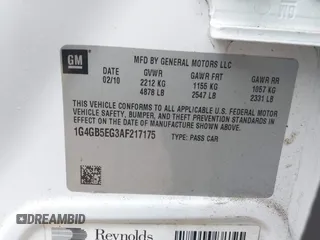 GM
MFD BY GENERAL MOTORS LLC
DATE GVWR GAWR FRT GAWR RR
02/10 2212 KG 1155 KG 1057 KG
4878 LB 2547 LB 2331 LB
THIS VEHICLE CONFORMS TO ALL APPLICABLE U.S. FEDERAL MOTOR
VEHICLE SAFETY, BUMPER, AND THEFT PREVENTION STANDARDS IN
EFFECT ON THE DATE OF MANUFACTURE SHOWN ABOVE.
1G4GB5EG3AF217175 TYPE: PASS CAR
Reynolds
AUTOBIDMASTER